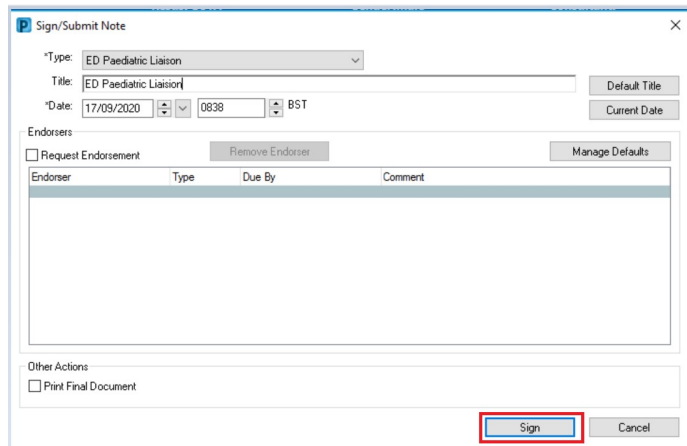 P Sign/Submit Note
*Type: ED Paediatric Liaison
Title: ED Paediatric Liaision Default Title
*Date: 17/09/2020 0838 BST Current Date
Endorsers
Request Endorsement Remove Endorser Manage Defaults
Endorser Type Due By Comment
Other Actions
Print Final Document
Sign Cancel